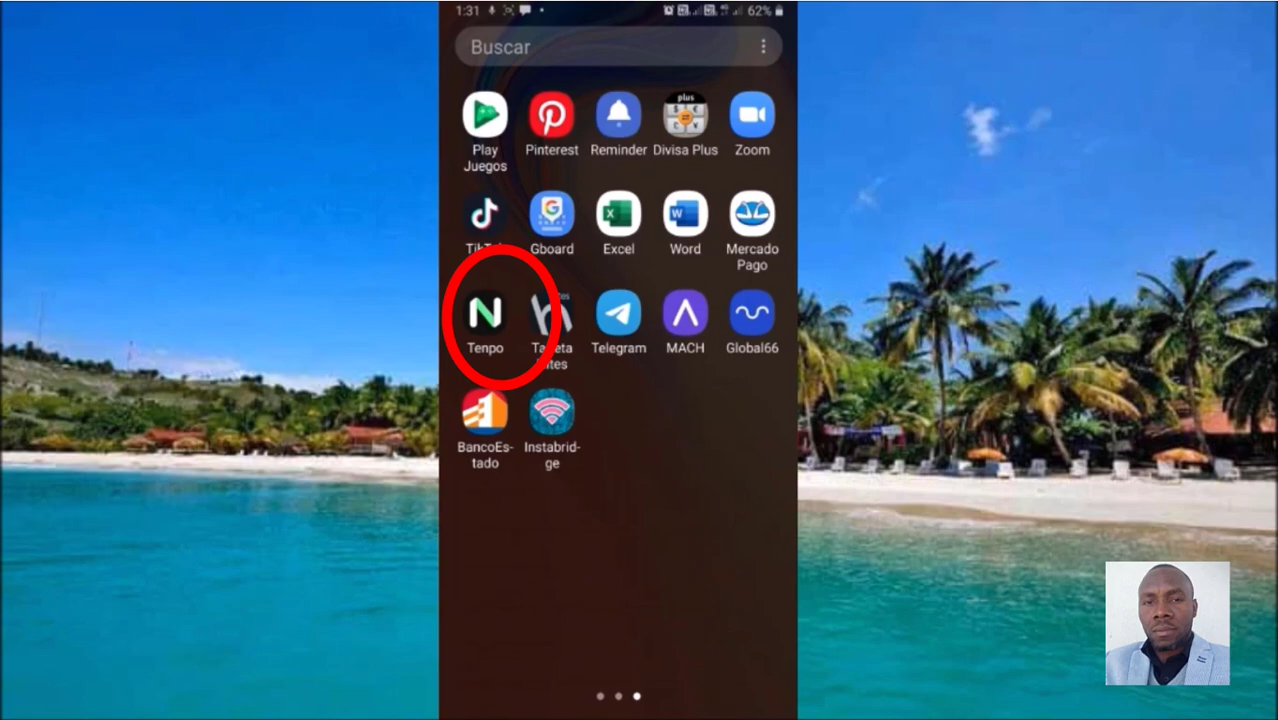 1:31
62%
Buscar
Play Juegos
Pinterest
Reminder
plus
Divisa Plus
Zoom
Gboard
Excel
Word
Mercado Pago
Tenpo
Telegram
MACH
Global66
BancoEs-
tado
Instabrid-
ge